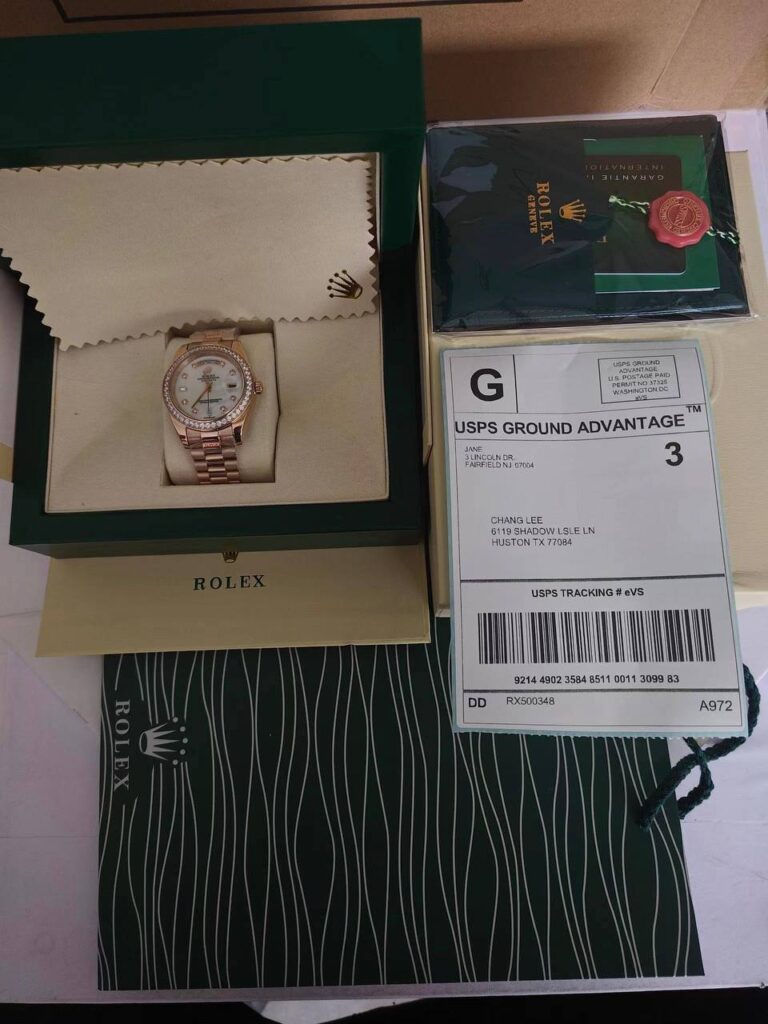 ROLEX
GENEVE
GARANTIE
INTERNATION
G
USPS GROUND
ADVANTAGE
U.S. POSTAGE PAID
PERMIT NO 37325
WASHINGTON DC
eVS
USPS GROUND ADVANTAGE™
JANE
3 LINCOLN DR.
FAIRFIELD NJ 07004
3
CHANG LEE
6119 SHADOW LSLE LN
HUSTON TX 77084
USPS TRACKING # eVS
9214 4902 3584 8511 0011 3099 83
DD RX500348 A972
ROLEX
ROLEX